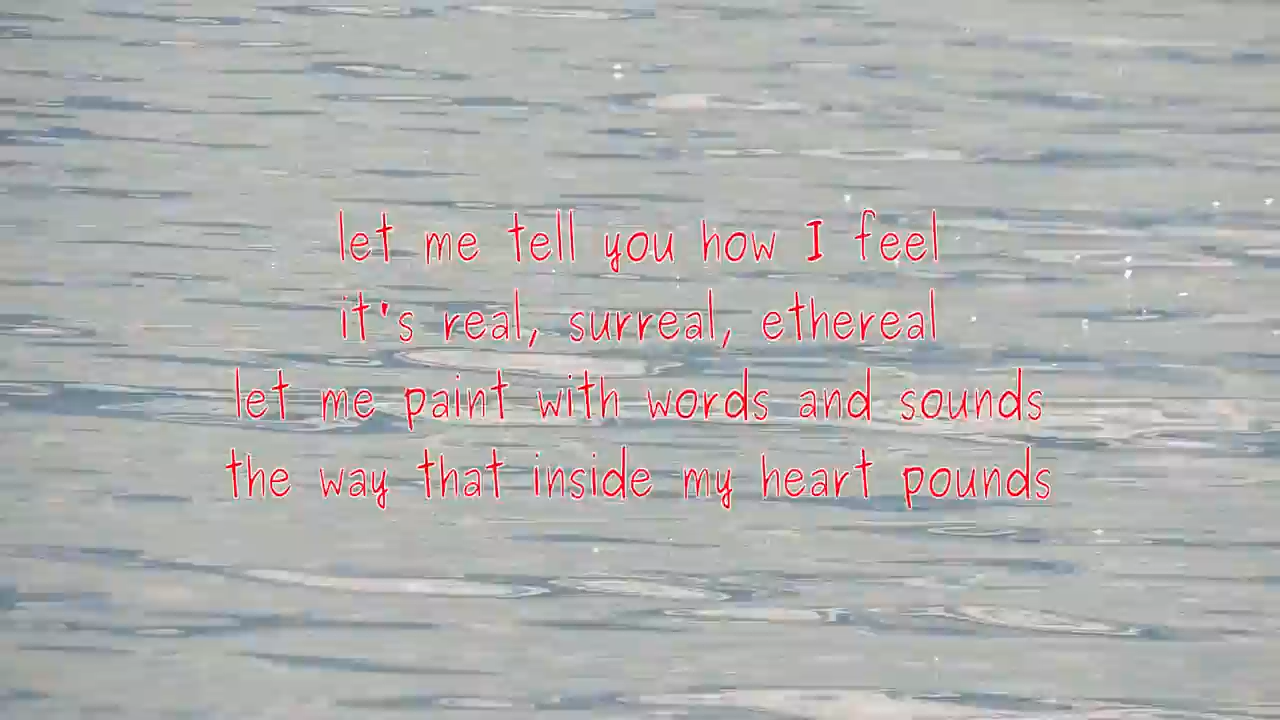 let me tell you how I feel
it's real, surreal, ethereal
let me paint with words and sounds
the way that inside my heart pounds